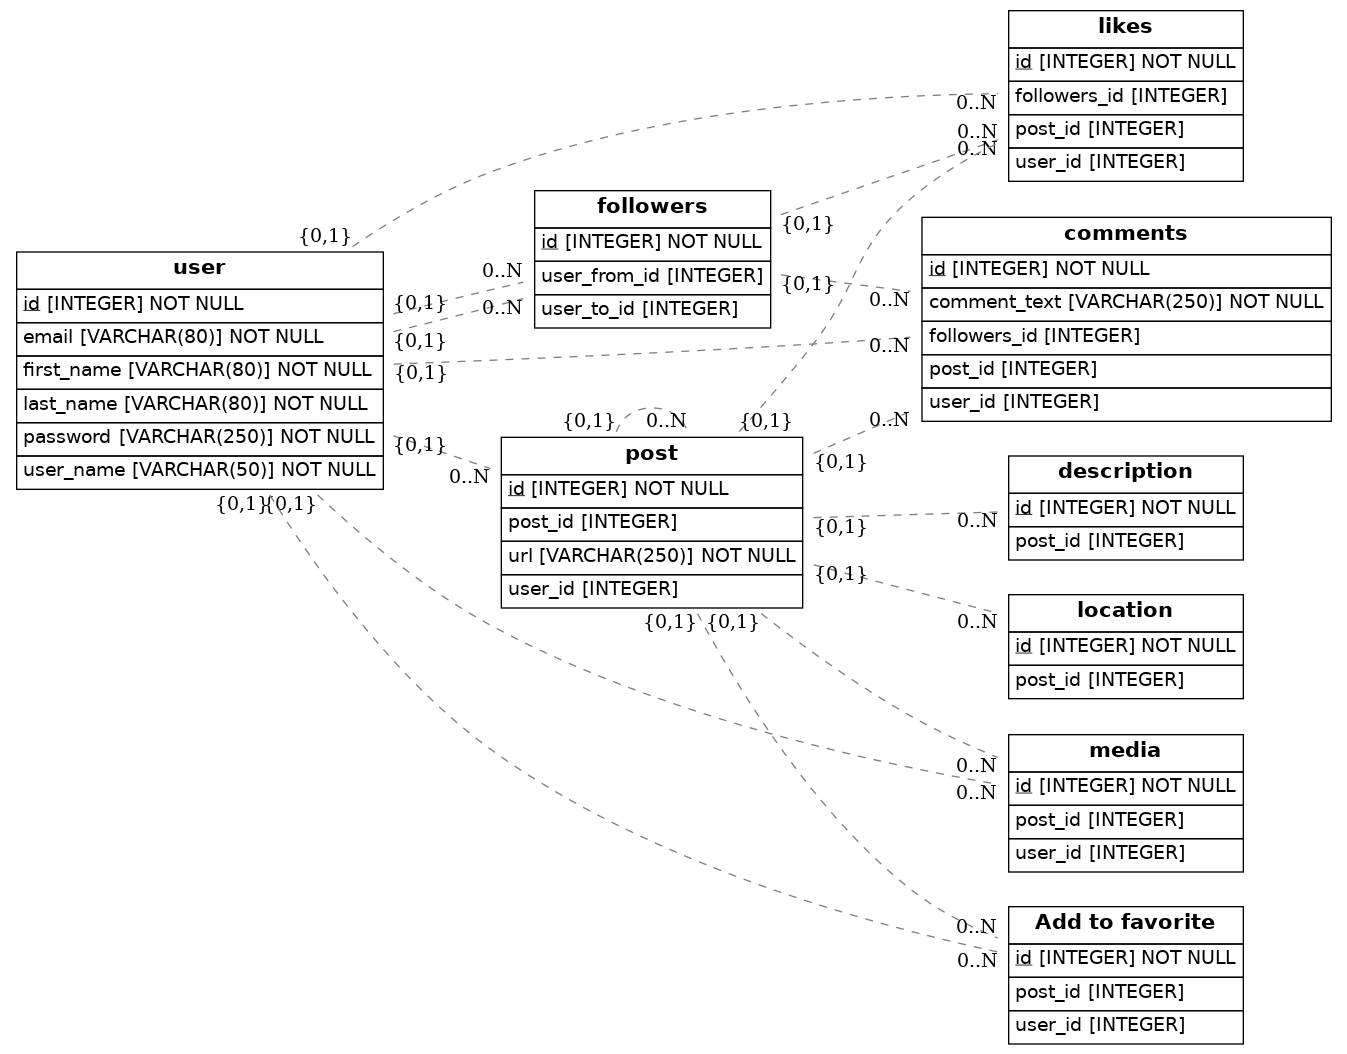 likes
id [INTEGER] NOT NULL
followers_id [INTEGER]
post_id [INTEGER]
user_id [INTEGER]
0..N
0..N
0..N
followers
id [INTEGER] NOT NULL
user_from_id [INTEGER]
user_to_id [INTEGER]
{0,1}
{0,1}
0..N
0..N
comments
id [INTEGER] NOT NULL
comment_text [VARCHAR(250)] NOT NULL
followers_id [INTEGER]
post_id [INTEGER]
user_id [INTEGER]
0..N
0..N
0..N
{0,1}
user
id [INTEGER] NOT NULL
email [VARCHAR(80)] NOT NULL
first_name [VARCHAR(80)] NOT NULL
last_name [VARCHAR(80)] NOT NULL
password [VARCHAR(250)] NOT NULL
user_name [VARCHAR(50)] NOT NULL
{0,1}
{0,1}
{0,1}
{0,1}
{0,1}
{0,1}
{0,1}
0..N
{0,1}
0..N
post
id [INTEGER] NOT NULL
post_id [INTEGER]
url [VARCHAR(250)] NOT NULL
user_id [INTEGER]
{0,1}
{0,1}
{0,1}
{0,1}
{0,1}
description
id [INTEGER] NOT NULL
post_id [INTEGER]
0..N
location
id [INTEGER] NOT NULL
post_id [INTEGER]
0..N
media
id [INTEGER] NOT NULL
post_id [INTEGER]
user_id [INTEGER]
0..N
0..N
Add to favorite
id [INTEGER] NOT NULL
post_id [INTEGER]
user_id [INTEGER]
0..N
0..N